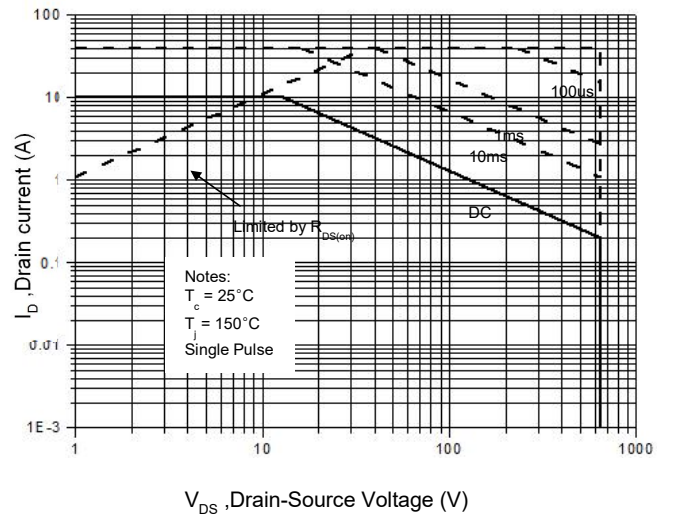 100
10
1
0.1
0.01
1E-3
1
10
100
1000
I_D ,Drain current (A)
V_DS ,Drain-Source Voltage (V)
100us
1ms
10ms
DC
Limited by R_DS(on)
Notes:
T_c = 25°C
T_j = 150°C
Single Pulse